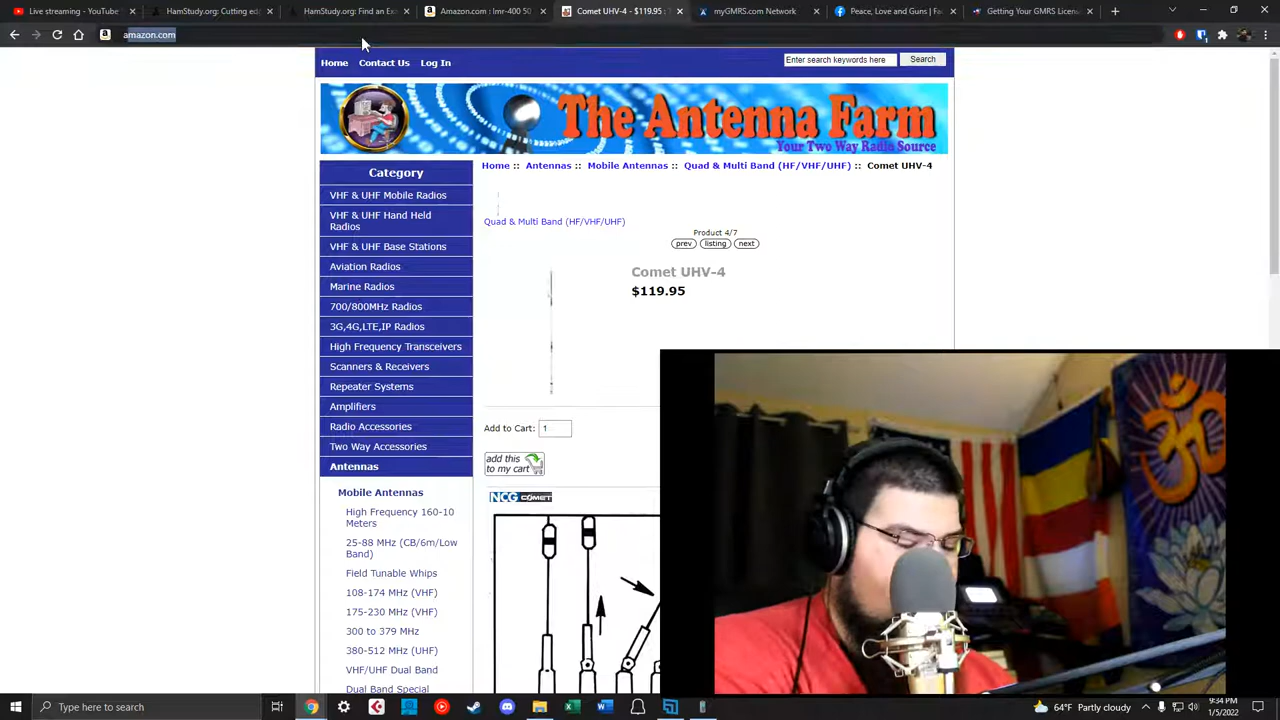 Live streaming - YouTube
HamStudy.org: Cutting ed
HamStudy.org: Find an Ex
Amazon.com : lmr-400 50
Comet UHV-4 - $119.95 :
myGMRS.com Network
Peace, Love and Guns | Fa
Getting Your GMRS Licen
amazon.com
Home
Contact Us
Log In
Enter search keywords here
Search
The Antenna Farm
Your Two Way Radio Source
Category
Home :: Antennas :: Mobile Antennas :: Quad & Multi Band (HF/VHF/UHF) :: Comet UHV-4
VHF & UHF Mobile Radios
VHF & UHF Hand Held
Radios
VHF & UHF Base Stations
Aviation Radios
Marine Radios
700/800MHz Radios
3G,4G,LTE,IP Radios
High Frequency Transceivers
Scanners & Receivers
Repeater Systems
Amplifiers
Radio Accessories
Two Way Accessories
Antennas
Mobile Antennas
High Frequency 160-10
Meters
25-88 MHz (CB/6m/Low
Band)
Field Tunable Whips
108-174 MHz (VHF)
175-230 MHz (VHF)
300 to 379 MHz
380-512 MHz (UHF)
VHF/UHF Dual Band
Dual Band Special
Quad & Multi Band (HF/VHF/UHF)
Product 4/7
prev
listing
next
Comet UHV-4
$119.95
Add to Cart:
1
add this
to my cart
NCG COMET
Type here to search
64°F Partly cloudy
9:34 PM
1/5/2022